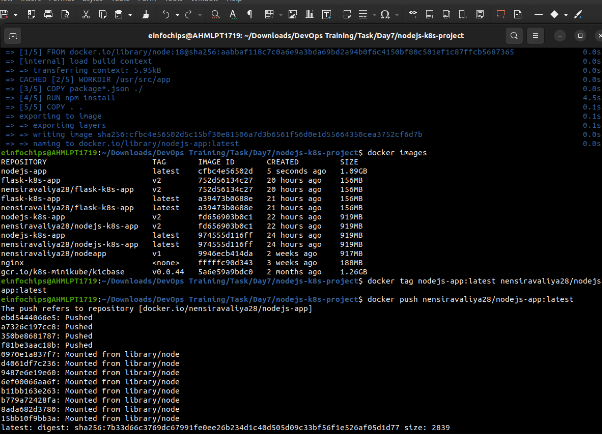 einfochips@AHMLPT1719: ~/Downloads/DevOps Training/Task/Day7/nodejs-k8s-project
=> [1/5] FROM docker.io/library/node:18@sha256:aabbaf118c7c0a6e9a3bda69bd2a94b0f6c4150bf80c501ef1c87ffcb5687365 0.0s
=> [internal] load build context 0.0s
=> => transferring context: 5.95kB 0.0s
=> CACHED [2/5] WORKDIR /usr/src/app 0.0s
=> [3/5] COPY package*.json ./ 0.0s
=> [4/5] RUN npm install 4.5s
=> [5/5] COPY . . 0.1s
=> exporting to image 0.1s
=> => exporting layers 0.1s
=> => writing image sha256:cfbc4e56502d5c15bf30e81506a7d3b6561f56d0e1d55664350cea3752cf6d7b 0.0s
=> => naming to docker.io/library/nodejs-app:latest 0.0s
einfochips@AHMLPT1719:~/Downloads/DevOps Training/Task/Day7/nodejs-k8s-project$ docker images
REPOSITORY TAG IMAGE ID CREATED SIZE
nodejs-app latest cfbc4e56502d 5 seconds ago 1.09GB
flask-k8s-app v2 752d56134c27 20 hours ago 156MB
nensiravaliya28/flask-k8s-app v2 752d56134c27 20 hours ago 156MB
flask-k8s-app latest a39473b0688e 21 hours ago 156MB
nensiravaliya28/flask-k8s-app latest a39473b0688e 21 hours ago 156MB
nodejs-k8s-app v2 fd656903b0c1 22 hours ago 919MB
nensiravaliya28/nodejs-k8s-app v2 fd656903b0c1 22 hours ago 919MB
nodejs-k8s-app latest 974555d116ff 24 hours ago 919MB
nensiravaliya28/nodejs-k8s-app latest 974555d116ff 24 hours ago 919MB
nensiravaliya28/nodeapp v1 9946ecb414da 2 weeks ago 917MB
nginx <none> fffffc90d343 3 weeks ago 188MB
gcr.io/k8s-minikube/kicbase v0.0.44 5a6e59a9bdc0 2 months ago 1.26GB
einfochips@AHMLPT1719:~/Downloads/DevOps Training/Task/Day7/nodejs-k8s-project$ docker tag nodejs-app:latest nensiravaliya28/nodejs-
app:latest
einfochips@AHMLPT1719:~/Downloads/DevOps Training/Task/Day7/nodejs-k8s-project$ docker push nensiravaliya28/nodejs-app:latest
The push refers to repository [docker.io/nensiravaliya28/nodejs-app]
ebd5444066e5: Pushed
a7326c197cc8: Pushed
350be8681787: Pushed
f81be3aac18b: Pushed
0970e1a837f7: Mounted from library/node
d4061df7c236: Mounted from library/node
9487e6e19e60: Mounted from library/node
6ef00066aa6f: Mounted from library/node
b11bb163e263: Mounted from library/node
b779a72428fa: Mounted from library/node
8ada682d3780: Mounted from library/node
15bb10f9bb3a: Mounted from library/node
latest: digest: sha256:7b33d66c3769dc67991fe0ee26b234d1c40d505d09c33bf56f1e526af05d1d77 size: 2839